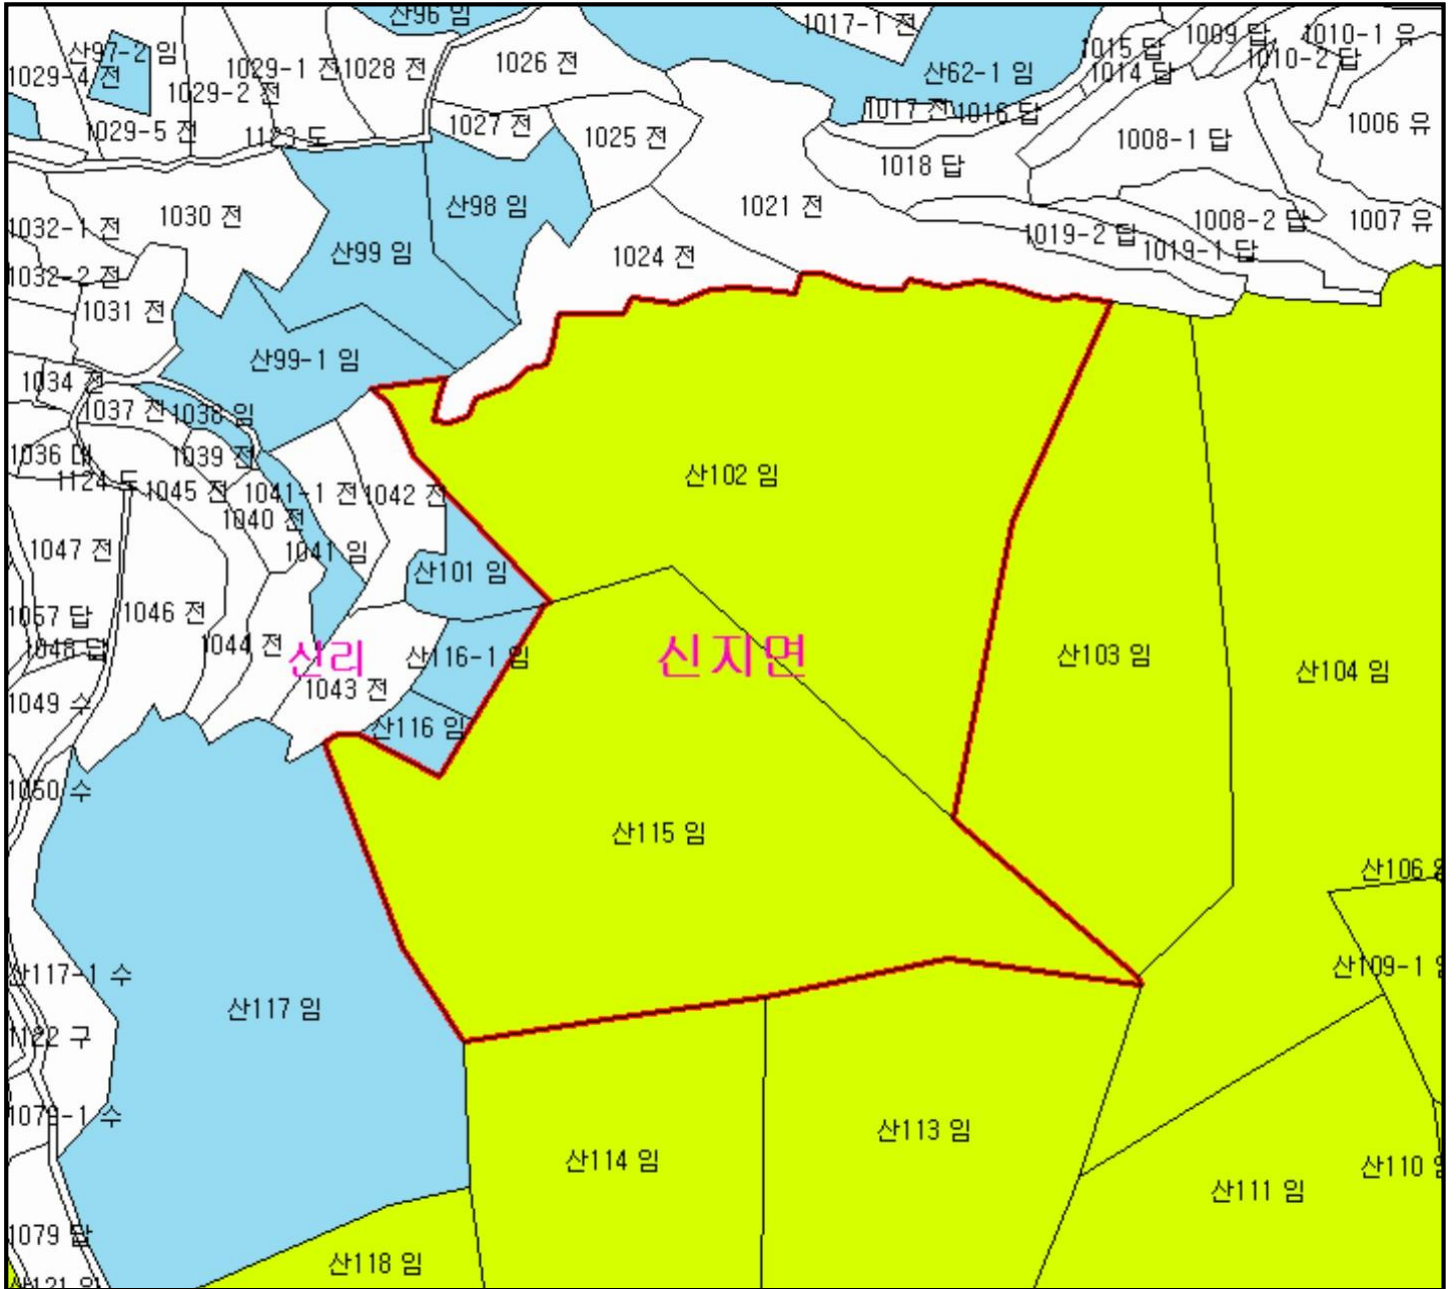 산96 임
1017-1 전
1009 답
1010-1 유
산97-2 임
1015 답
1010-2 답
1029-4 전
1029-1 전
1028 전
1026 전
산62-1 임
1014 답
1029-2 전
1017 전
1016 답
1029-5 전
1123 도
1027 전
1025 전
1008-1 답
1006 유
1018 답
1030 전
산98 임
1021 전
1008-2 답
1007 유
1032-1 전
1019-2 답
1019-1 답
산99 임
1024 전
1032-2 전
1031 전
산99-1 임
1034 전
1037 전
1038 임
1036 대
1039 전
산102 임
1124 도
1045 전
1041-1 전
1042 전
1040 전
1047 전
1041 임
산101 임
1057 답
1046 전
1048 답
1044 전
신리
산116-1 임
신지면
산103 임
산104 임
1049 수
1043 전
산116 임
1050 수
산115 임
산106
산117-1 수
산109-1
산117 임
1122 구
1079-1 수
산113 임
산114 임
산110
산111 임
1079 답
산118 임
산121 임